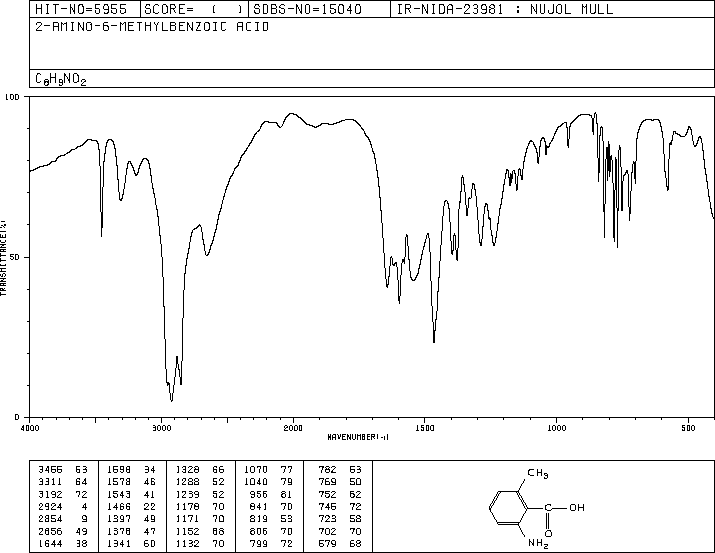 HIT-NO=5955 SCORE= ( ) SDBS-NO=15040 IR-NIDA-23981 : NUJOL MULL
2-AMINO-6-METHYLBENZOIC ACID
C8H9NO2
100
TRANSMITTANCE(%)
50
0
4000 3000 2000 1500 1000 500
WAVENUMBER(-1)
3455 53 1598 34 1328 66 1070 77 782 53
3311 64 1578 46 1288 52 1040 79 769 50
3192 72 1543 41 1239 52 956 81 752 62
2924 4 1466 22 1178 70 841 70 745 72
2854 9 1397 49 1171 70 819 53 723 58
2656 49 1378 47 1152 68 806 70 702 70
1644 38 1341 60 1132 70 799 72 579 68
CH3
C
OH
O
NH2